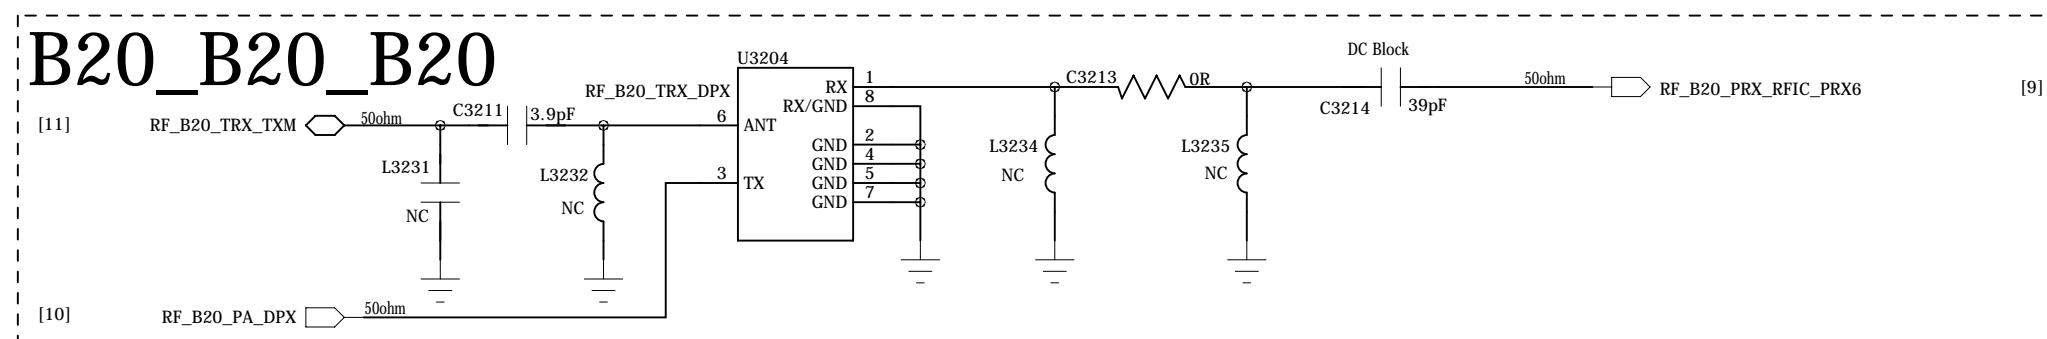 B20_B20_B20
DC Block
U3204
RF_B20_TRX_DPX
RX 1
C3213
0R
50ohm
RF_B20_PRX_RFIC_PRX6
[9]
RX/GND 8
C3214
39pF
[11]
RF_B20_TRX_TXM
50ohm
C3211
3.9pF
6 ANT
GND 2
GND 4
L3231
NC
L3232
NC
3 TX
GND 5
GND 7
L3234
NC
L3235
NC
[10]
RF_B20_PA_DPX
50ohm